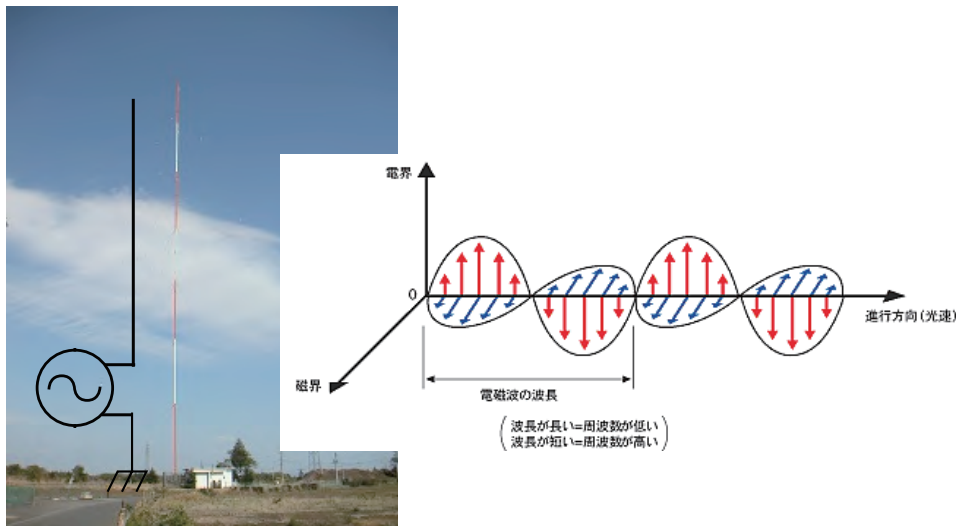 電界
0
進行方向(光速)
磁界
電磁波の波長
波長が長い=周波数が低い
波長が短い=周波数が高い